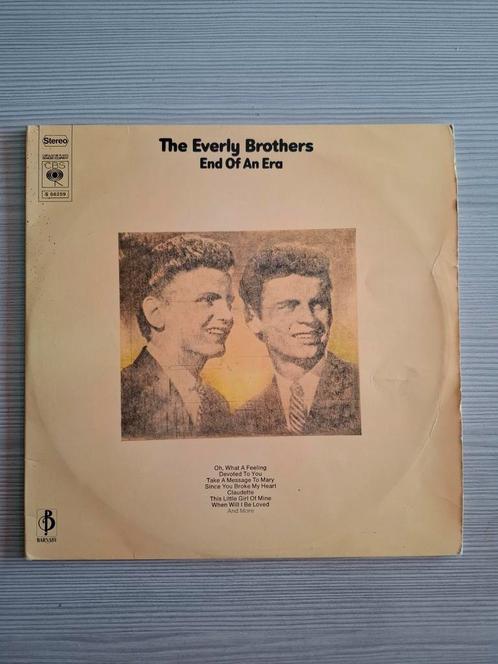 Stereo
CBS
S 66259
The Everly Brothers
End Of An Era
Oh, What A Feeling
Devoted To You
Take A Message To Mary
Since You Broke My Heart
Claudette
This Little Girl Of Mine
When Will I Be Loved
And More
B
BARNABY